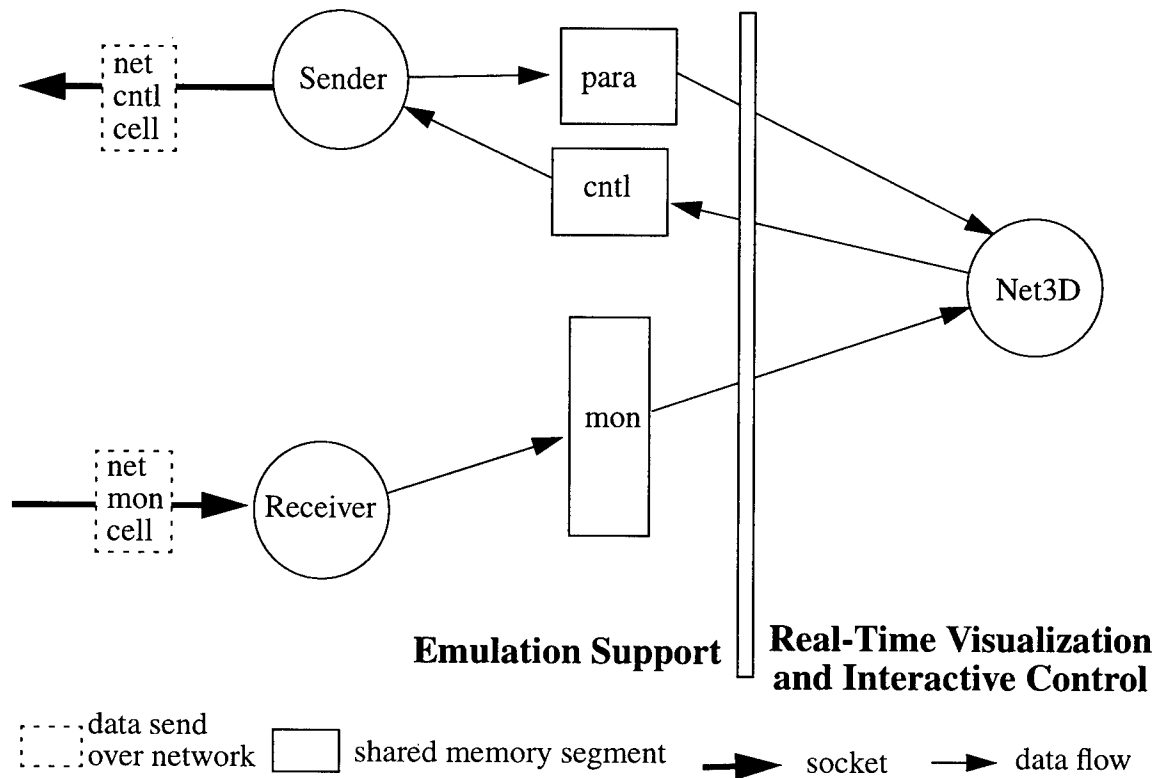 net
cntl
cell
Sender
para
cntl
Net3D
mon
net
mon
cell
Receiver
Emulation Support
Real-Time Visualization
and Interactive Control
data send
over network
shared memory segment
socket
data flow